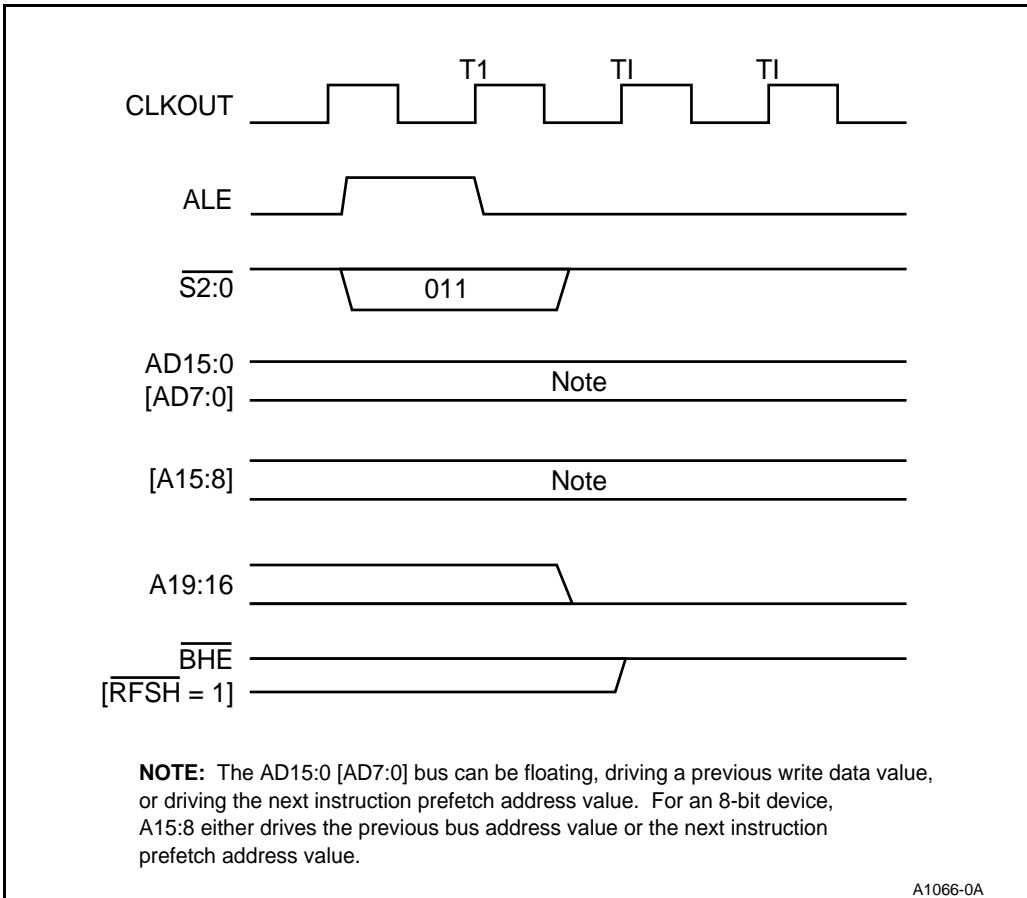 T1 TI TI
CLKOUT
ALE
S2:0
011
AD15:0
[AD7:0]
Note
[A15:8]
Note
A19:16
BHE
[RFSH = 1]
NOTE: The AD15:0 [AD7:0] bus can be floating, driving a previous write data value,
or driving the next instruction prefetch address value. For an 8-bit device,
A15:8 either drives the previous bus address value or the next instruction
prefetch address value.
A1066-0A